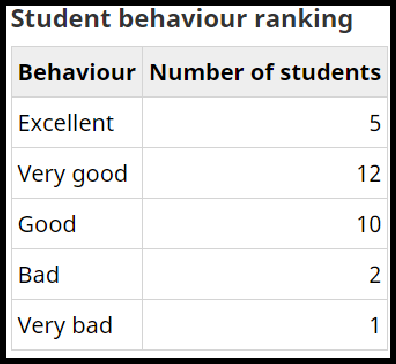 Student behaviour ranking
Behaviour Number of students
Excellent 5
Very good 12
Good 10
Bad 2
Very bad 1